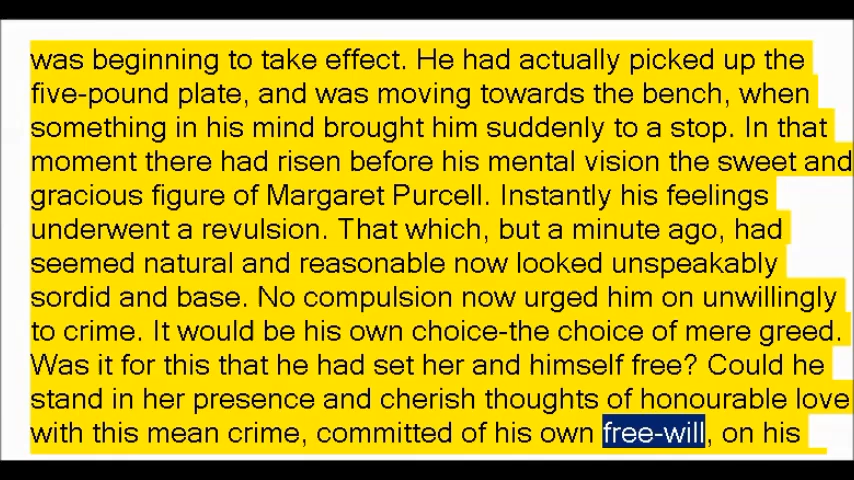 was beginning to take effect. He had actually picked up the
five-pound plate, and was moving towards the bench, when
something in his mind brought him suddenly to a stop. In that
moment there had risen before his mental vision the sweet and
gracious figure of Margaret Purcell. Instantly his feelings
underwent a revulsion. That which, but a minute ago, had
seemed natural and reasonable now looked unspeakably
sordid and base. No compulsion now urged him on unwillingly
to crime. It would be his own choice-the choice of mere greed.
Was it for this that he had set her and himself free? Could he
stand in her presence and cherish thoughts of honourable love
with this mean crime, committed of his own free-will, on his